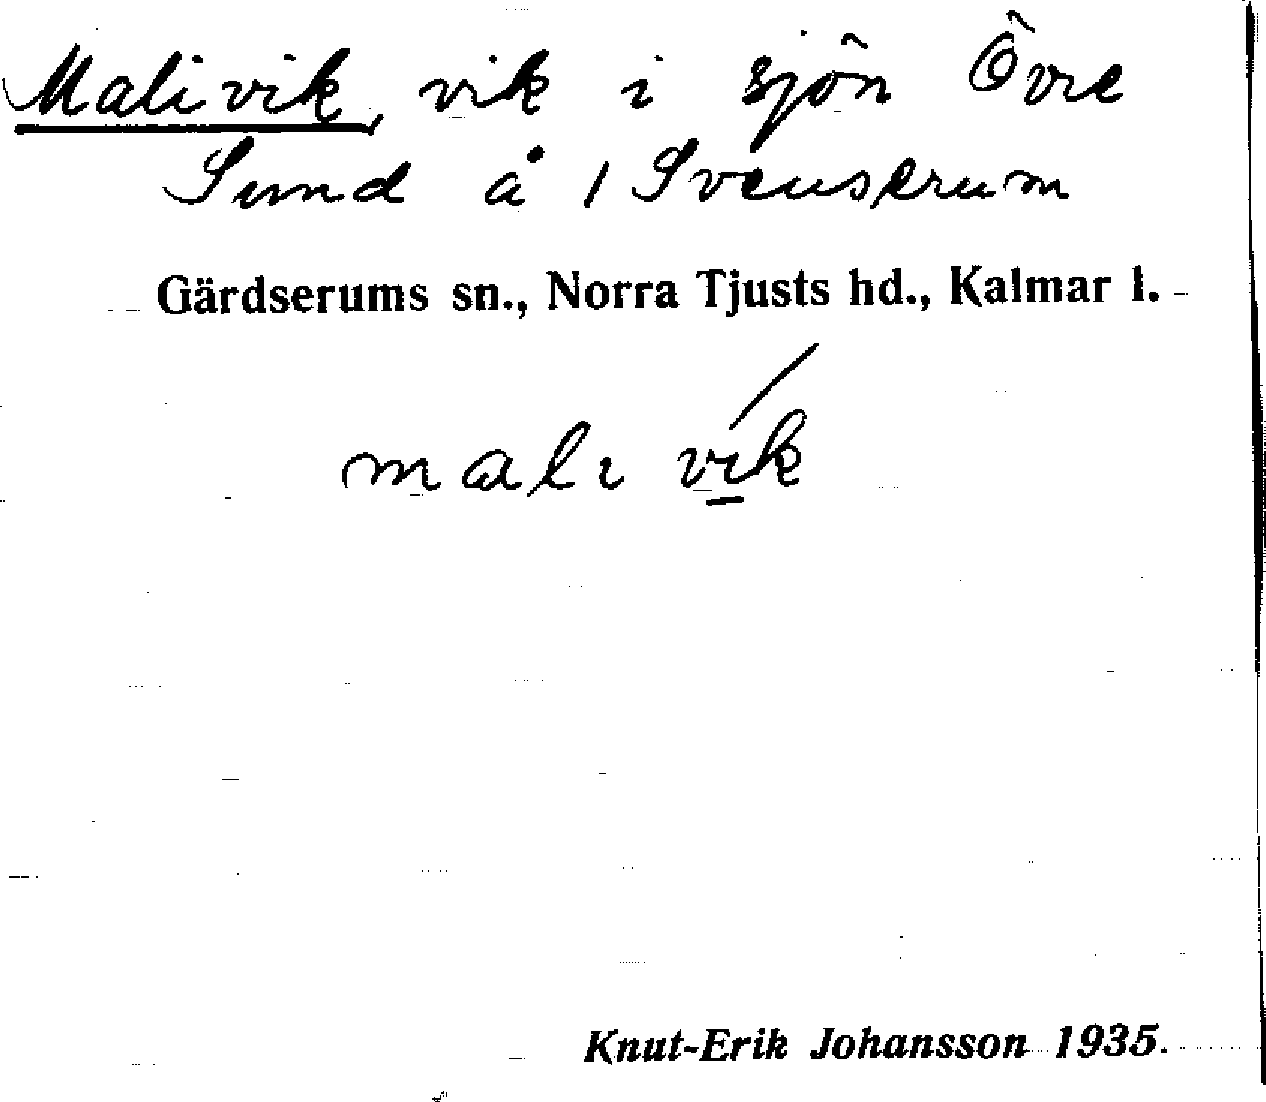 Malivik, vik i sjön Övre
Sund å / Svenserum
Gärdserums sn., Norra Tjusts hd., Kalmar l.
mali vik
Knut-Erik Johansson 1935.